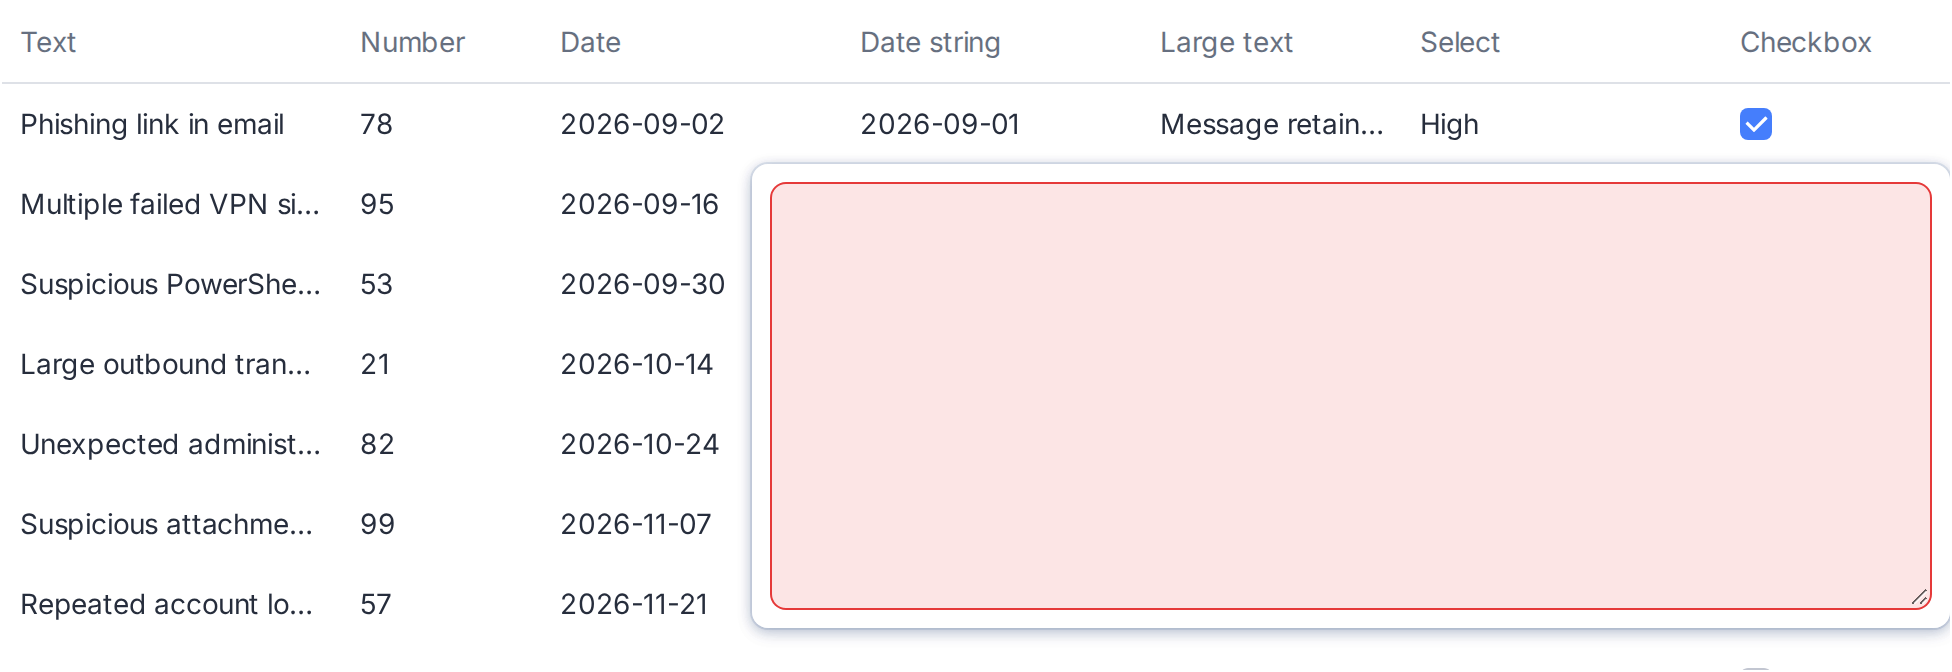 Text Number Date Date string Large text Select Checkbox
Phishing link in email 78 2026-09-02 2026-09-01 Message retain... High
Multiple failed VPN si... 95 2026-09-16
Suspicious PowerShe... 53 2026-09-30
Large outbound tran... 21 2026-10-14
Unexpected administ... 82 2026-10-24
Suspicious attachme... 99 2026-11-07
Repeated account lo... 57 2026-11-21